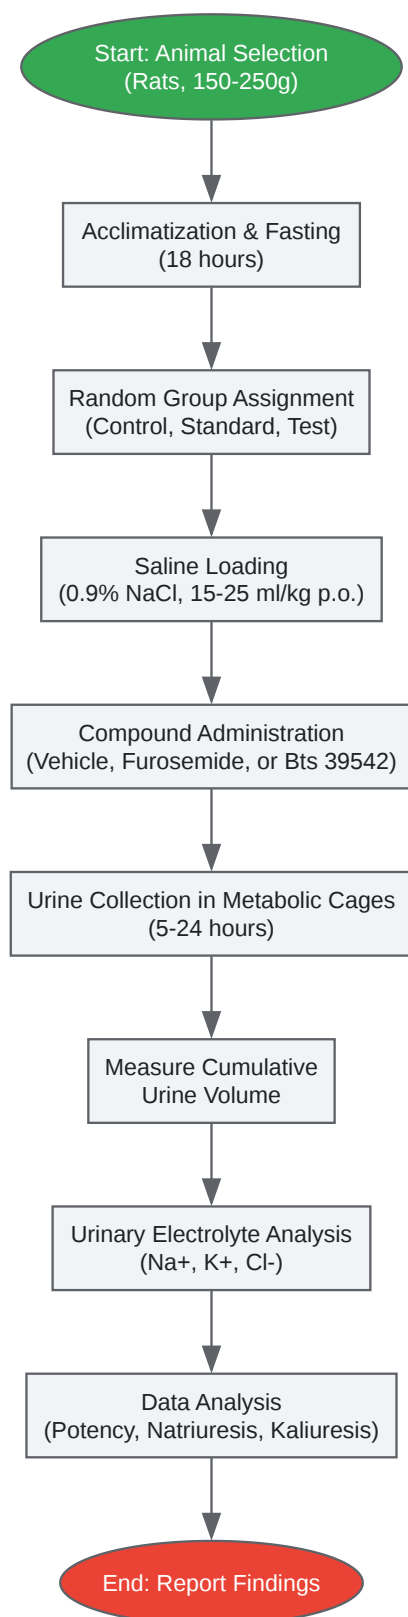 Start: Animal Selection
(Rats, 150-250g)
Acclimatization & Fasting
(18 hours)
Random Group Assignment
(Control, Standard, Test)
Saline Loading
(0.9% NaCl, 15-25 ml/kg p.o.)
Compound Administration
(Vehicle, Furosemide, or Bts 39542)
Urine Collection in Metabolic Cages
(5-24 hours)
Measure Cumulative
Urine Volume
Urinary Electrolyte Analysis
(Na+, K+, Cl-)
Data Analysis
(Potency, Natriuresis, Kaliuresis)
End: Report Findings